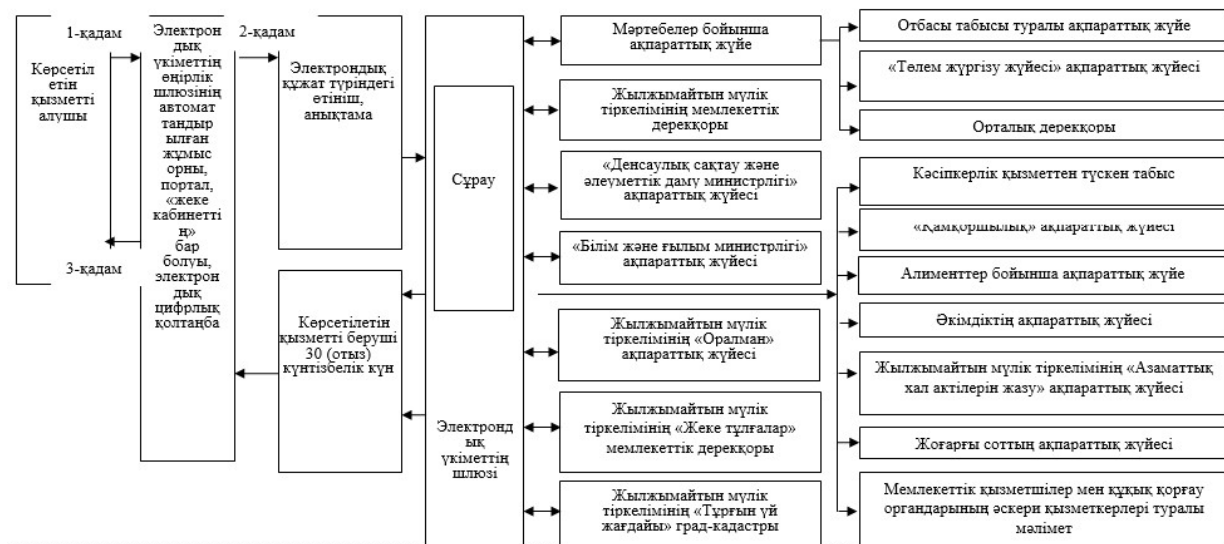 1-қадам
Көрсетіл
етін
қызметті
алушы
3-қадам
Электрон
дық
үкіметтің
өңірлік
шлюзінің
автомат
тандыр
ылған
жұмыс
орны,
портал,
«жеке
кабинетті
ң»
бар
болуы,
электрон
дық
цифрлық
қолтаңба
2-қадам
Электрондық
құжат түріндегі
өтініш,
анықтама
Көрсетілетін
қызметті беруші
30 (отыз)
күнтізбелік күн
Сұрау
Электронд
ық
үкіметтің
шлюзі
Мәртебелер бойынша
ақпараттық жүйе
Жылжымайтын мүлік
тіркелімінің мемлекеттік
дерекқоры
«Денсаулық сақтау және
әлеуметтік даму министрлігі»
ақпараттық жүйесі
«Білім және ғылым министрлігі»
ақпараттық жүйесі
Жылжымайтын мүлік
тіркелімінің «Оралман»
ақпараттық жүйесі
Жылжымайтын мүлік
тіркелімінің «Жеке тұлғалар»
мемлекеттік дерекқоры
Жылжымайтын мүлік
тіркелімінің «Тұрғын үй
жағдайы» град-кадастры
Отбасы табысы туралы ақпараттық жүйе
«Төлем жүргізу жүйесі» ақпараттық жүйесі
Орталық дерекқоры
Кәсіпкерлік қызметтен түскен табыс
«Қамқоршылық» ақпараттық жүйесі
Алименттер бойынша ақпараттық жүйе
Әкімдіктің ақпараттық жүйесі
Жылжымайтын мүлік тіркелімінің «Азаматтық
хал актілерін жазу» ақпараттық жүйесі
Жоғарғы соттың ақпараттық жүйесі
Мемлекеттік қызметшілер мен құқық қорғау
органдарының әскери қызметкерлері туралы
мәлімет